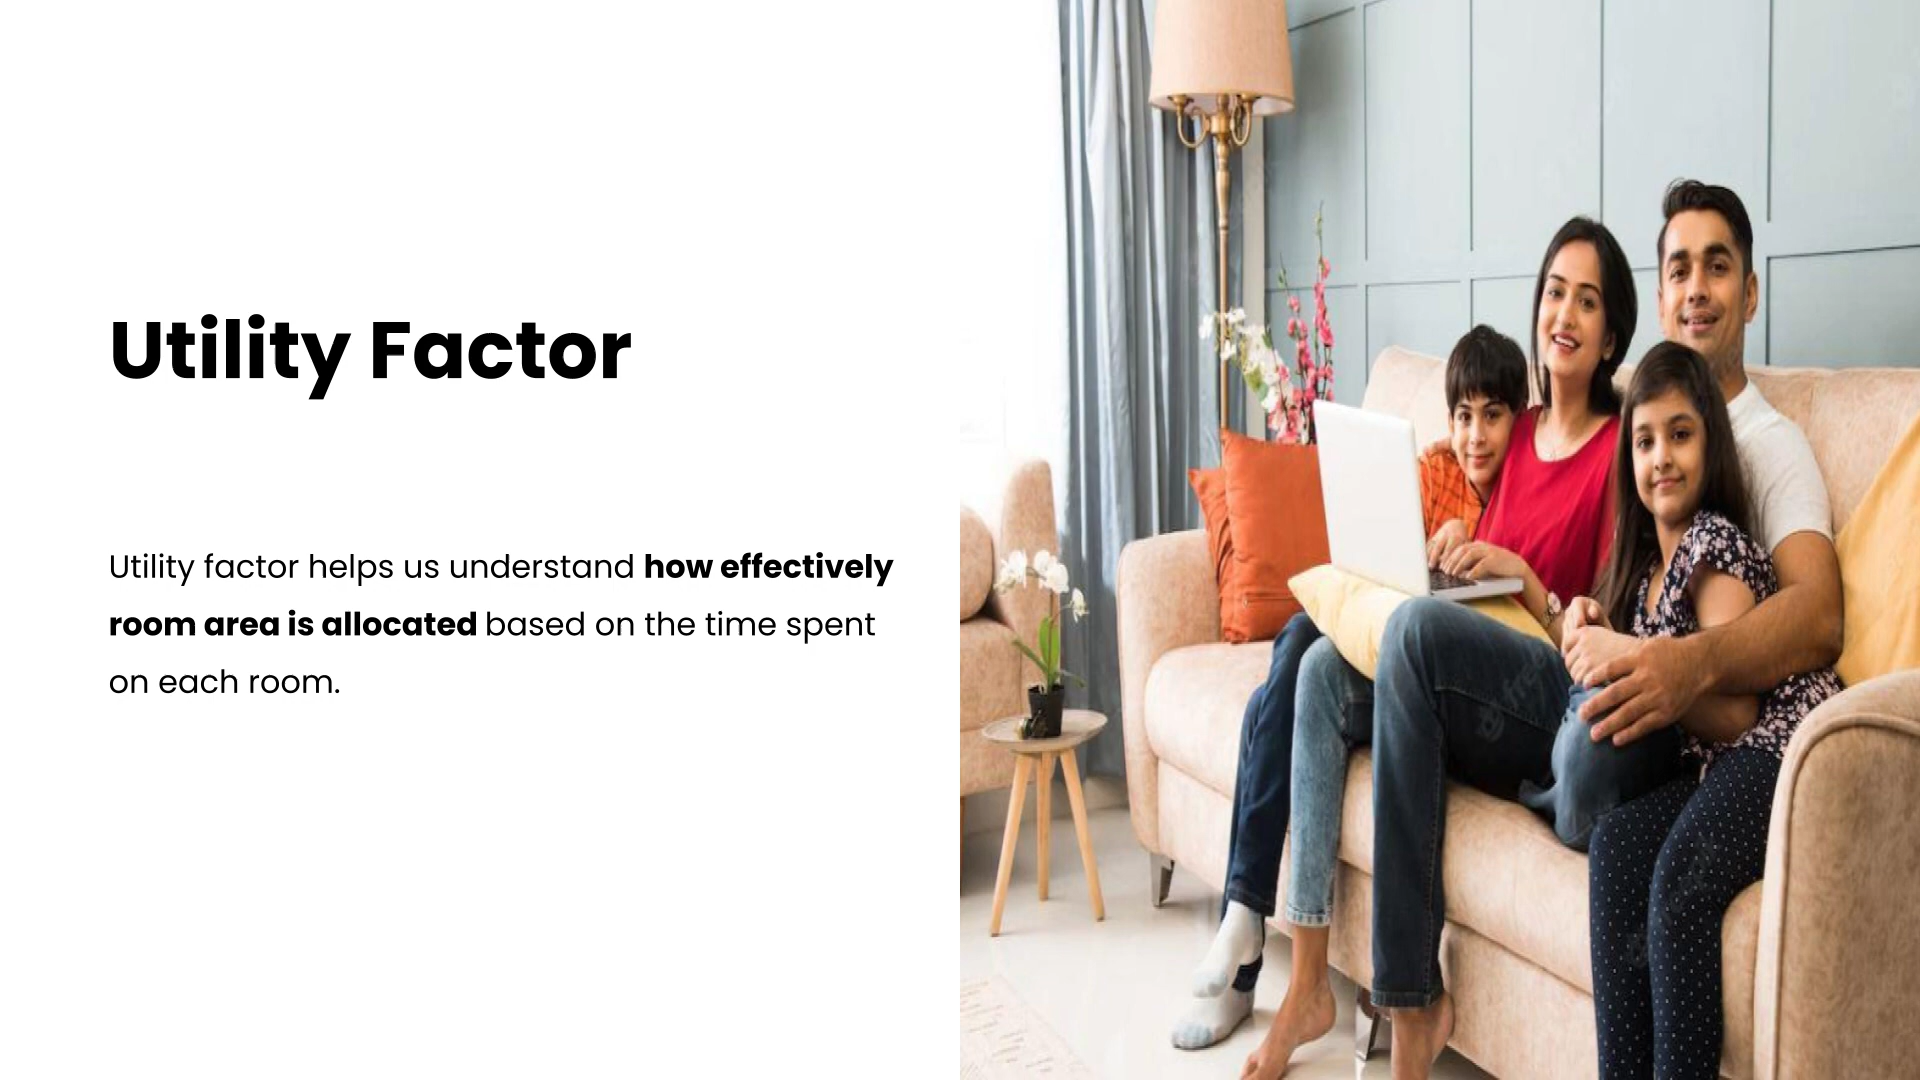 Utility Factor
Utility factor helps us understand how effectively
room area is allocated based on the time spent
on each room.